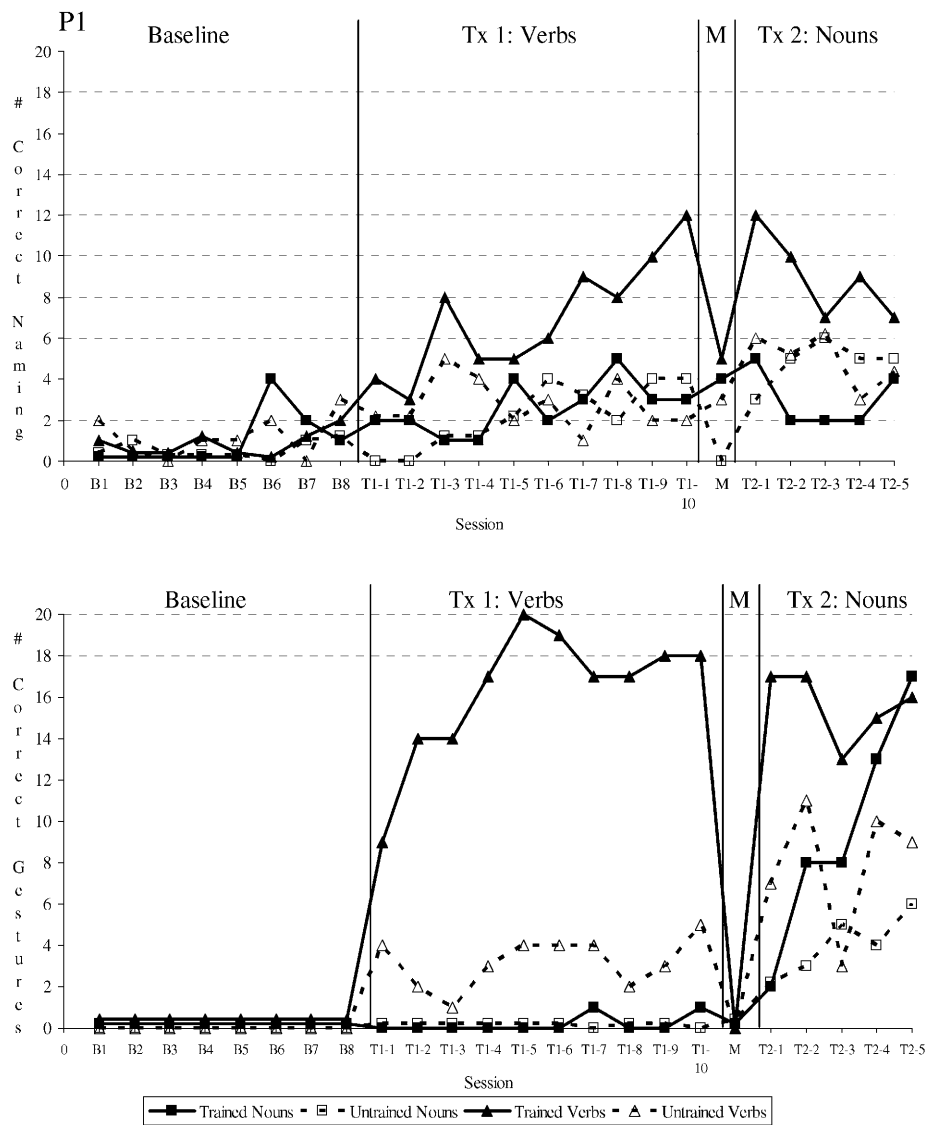 P1
Baseline Tx 1: Verbs M Tx 2: Nouns
# Correct Naming
20
18
16
14
12
10
8
6
4
2
0
0 B1 B2 B3 B4 B5 B6 B7 B8 T1-1 T1-2 T1-3 T1-4 T1-5 T1-6 T1-7 T1-8 T1-9 T1-10 M T2-1 T2-2 T2-3 T2-4 T2-5
Session
Baseline Tx 1: Verbs M Tx 2: Nouns
# Correct Gestures
20
18
16
14
12
10
8
6
4
2
0
0 B1 B2 B3 B4 B5 B6 B7 B8 T1-1 T1-2 T1-3 T1-4 T1-5 T1-6 T1-7 T1-8 T1-9 T1-10 M T2-1 T2-2 T2-3 T2-4 T2-5
Session
Trained Nouns Untrained Nouns Trained Verbs Untrained Verbs